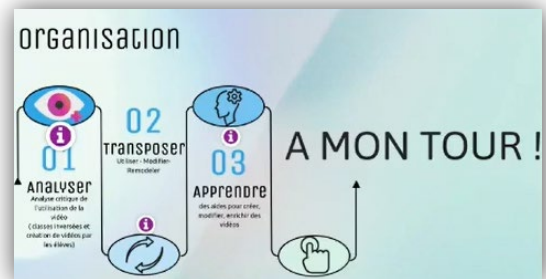 Organisation
01
Analyser
Analyse critique de
l'utilisation de la
vidéo
( classes inversées et
création de vidéos par
les élèves)
02
Transposer
Utiliser - Modifier-
Remodeler
03
Apprendre
des aides pour créer,
modifier, enrichir des
vidéos
A MON TOUR !